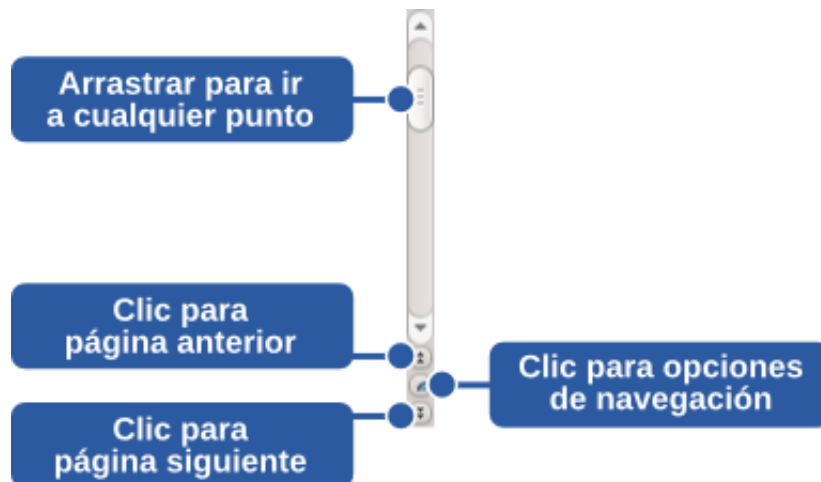 Arrastrar para ir
a cualquier punto
Clic para
página anterior
Clic para opciones
de navegación
Clic para
página siguiente